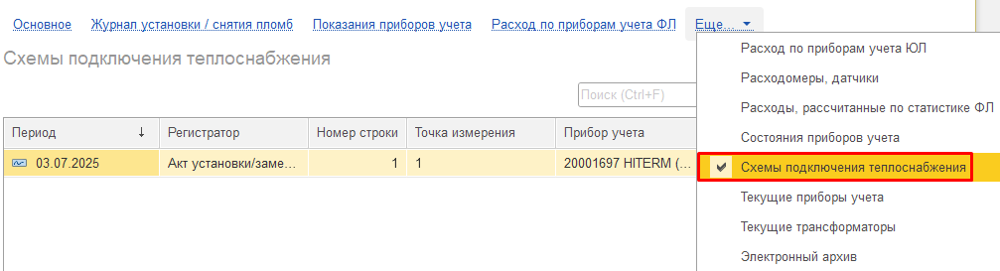 Основное Журнал установки / снятия пломб Показания приборов учета Расход по приборам учета ФЛ Еще...
Схемы подключения теплоснабжения
Поиск (Ctrl+F)
Период ↓ Регистратор Номер строки Точка измерения Прибор учета
03.07.2025 Акт установки/заме... 1 1 20001697 HITERM (...
Расход по приборам учета ЮЛ
Расходомеры, датчики
Расходы, рассчитанные по статистике ФЛ
Состояния приборов учета
Схемы подключения теплоснабжения
Текущие приборы учета
Текущие трансформаторы
Электронный архив